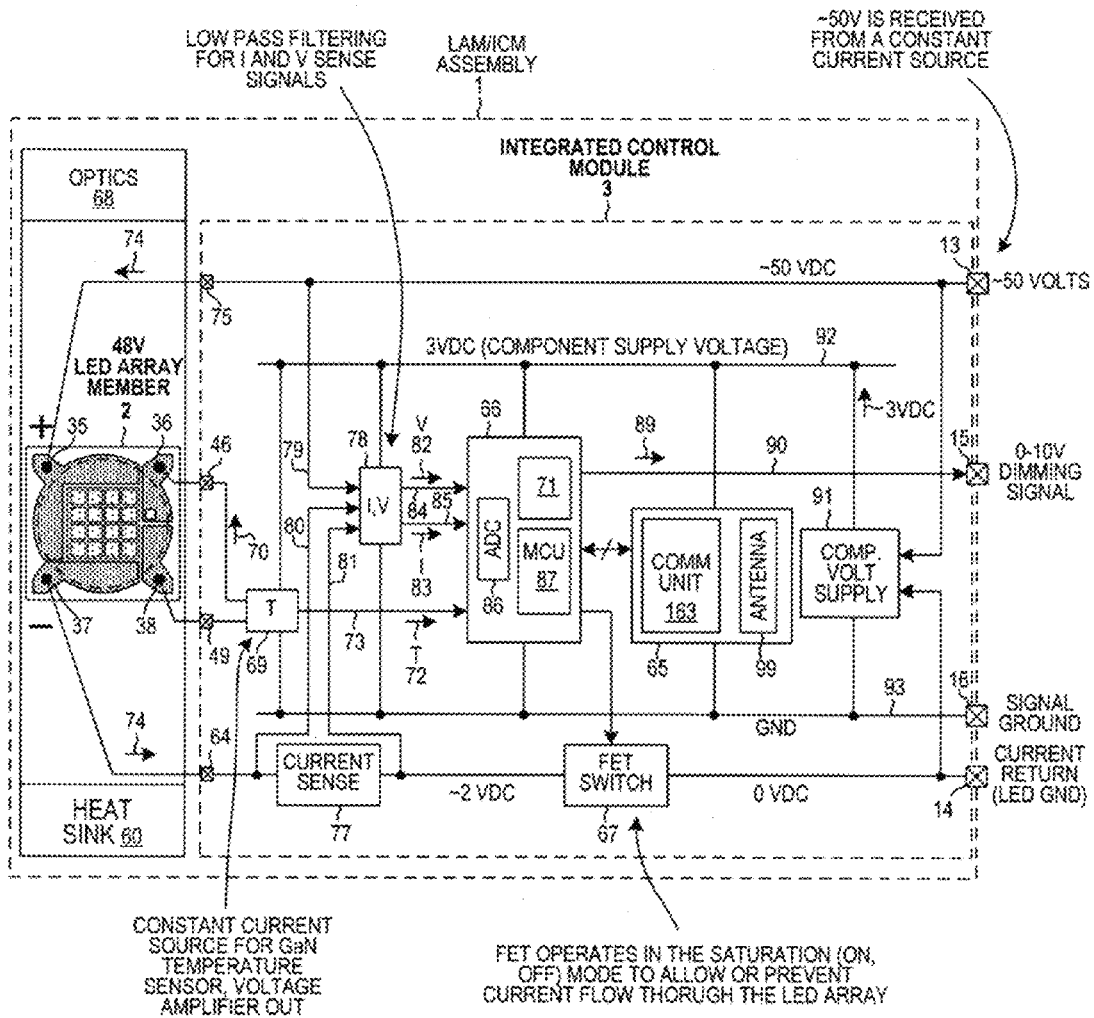 LOW PASS FILTERING
FOR I AND V SENSE
SIGNALS
LAM/ICM
ASSEMBLY
1
~50V IS RECEIVED
FROM A CONSTANT
CURRENT SOURCE
INTEGRATED CONTROL
MODULE
3
OPTICS
68
74
75
~50 VDC
13
~50 VOLTS
48V
LED ARRAY
MEMBER
2
3VDC (COMPONENT SUPPLY VOLTAGE)
92
~3VDC
+
35
36
46
79
78
V
82
66
89
90
15
0-10V
DIMMING
SIGNAL
I,V
84
85
71
80
81
83
ADC
86
MCU
87
COMM
UNIT
163
ANTENNA
91
COMP.
VOLT
SUPPLY
70
–
37
38
49
T
69
73
T
72
65
99
93
16
SIGNAL
GROUND
GND
74
64
CURRENT
SENSE
77
~2 VDC
FET
SWITCH
67
0 VDC
14
CURRENT
RETURN
(LED GND)
HEAT
SINK 60
CONSTANT CURRENT
SOURCE FOR GaN
TEMPERATURE
SENSOR, VOLTAGE
AMPLIFIER OUT
FET OPERATES IN THE SATURATION (ON,
OFF) MODE TO ALLOW OR PREVENT
CURRENT FLOW THORUGH THE LED ARRAY